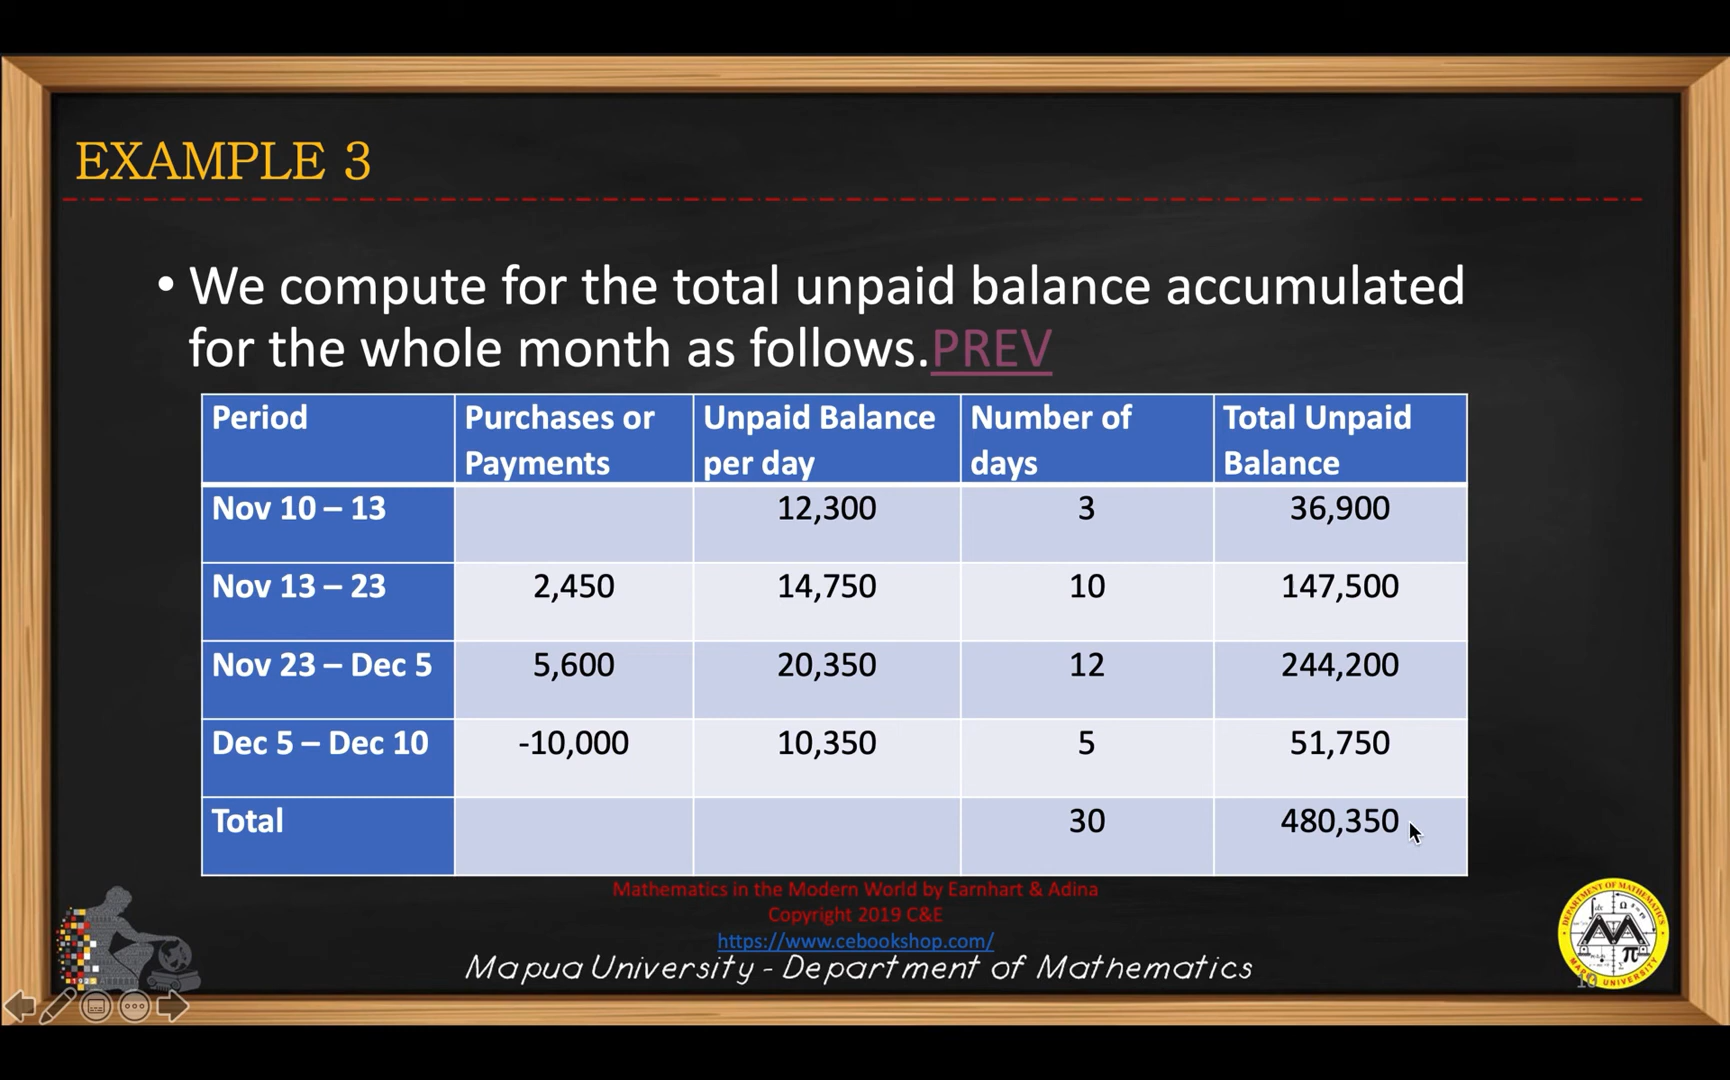 EXAMPLE 3
• We compute for the total unpaid balance accumulated
for the whole month as follows.PREV
Period Purchases or Payments Unpaid Balance per day Number of days Total Unpaid Balance
Nov 10 – 13 12,300 3 36,900
Nov 13 – 23 2,450 14,750 10 147,500
Nov 23 – Dec 5 5,600 20,350 12 244,200
Dec 5 – Dec 10 -10,000 10,350 5 51,750
Total 30 480,350
Mathematics in the Modern World by Earnhart & Adina
Copyright 2019 C&E
https://www.cebookshop.com/
Mapua University - Department of Mathematics
DEPARTMENT OF MATHEMATICS